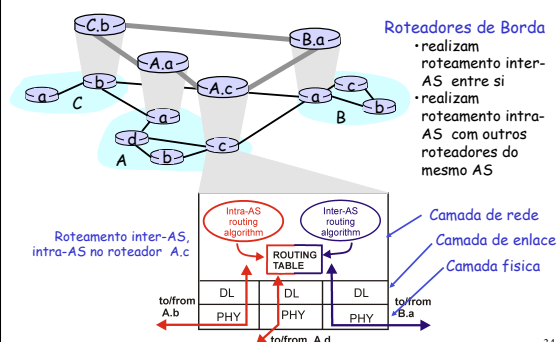 C.b
B.a
A.a
A.c
b
a
C
a
c
a
b
B
d
b
c
A
Roteadores de Borda
•realizam
roteamento inter-
AS entre si
•realizam
roteamento intra-
AS com outros
roteadores do
mesmo AS
Intra-AS
routing
algorithm
Inter-AS
routing
algorithm
ROUTING
TABLE
DL
DL
DL
PHY
PHY
PHY
Roteamento inter-AS,
intra-AS no roteador A,c
Camada de rede
Camada de enlace
Camada fisica
to/from
A.b
to/from
B.a
to/from A.d